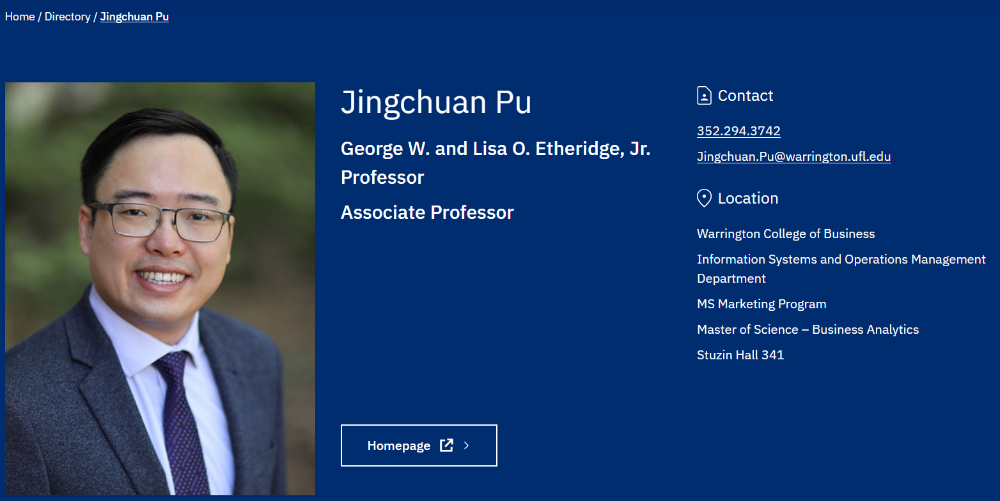 Home / Directory / Jingchuan Pu
Jingchuan Pu
George W. and Lisa O. Etheridge, Jr.
Professor
Associate Professor
Homepage
Contact
352.294.3742
Jingchuan.Pu@warrington.ufl.edu
Location
Warrington College of Business
Information Systems and Operations Management
Department
MS Marketing Program
Master of Science – Business Analytics
Stuzin Hall 341